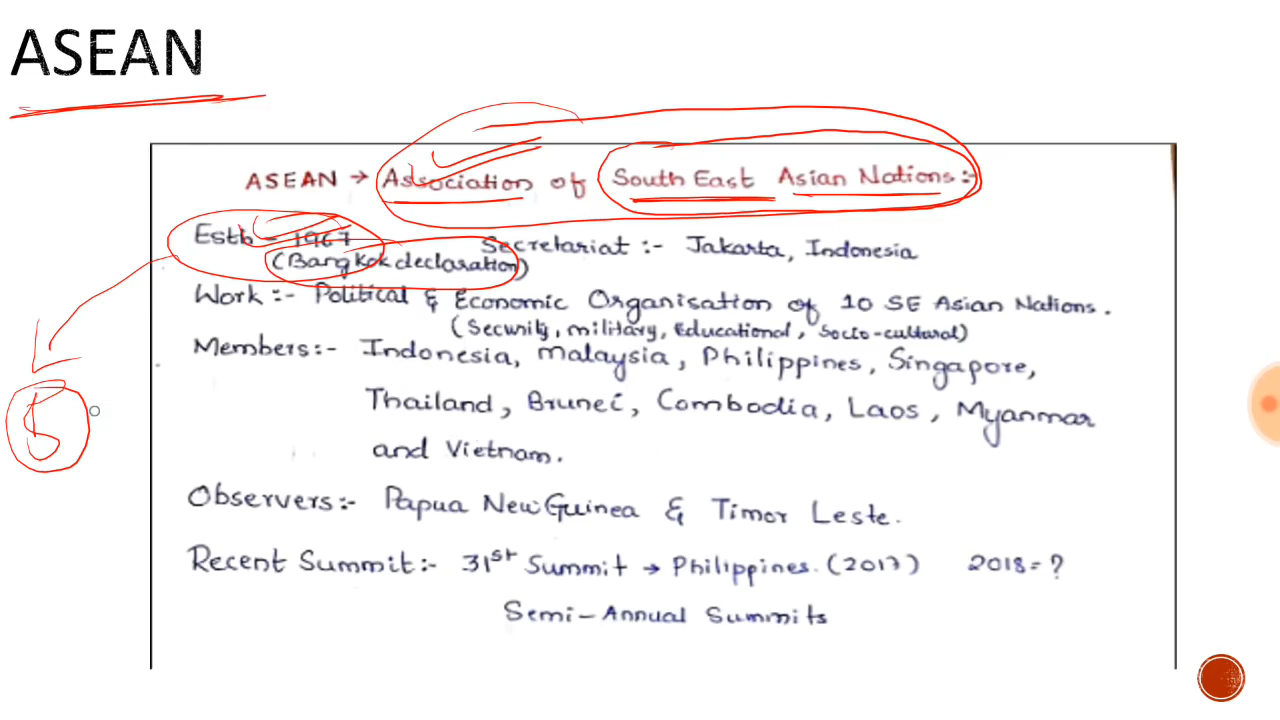 ASEAN
ASEAN → Association of South East Asian Nations:-
Estb - 1967 Secretariat :- Jakarta, Indonesia
(Bangkok declaration)
Work :- Political & Economic Organisation of 10 SE Asian Nations.
(Security, military, Educational, Socio-cultural)
Members:- Indonesia, Malaysia, Philippines, Singapore,
Thailand, Brunei, Combodia, Laos, Myanmar
and Vietnam.
Observers:- Papua New Guinea & Timor Leste.
Recent Summit:- 31st Summit → Philippines. (2017) 2018 = ?
Semi-Annual Summits
5